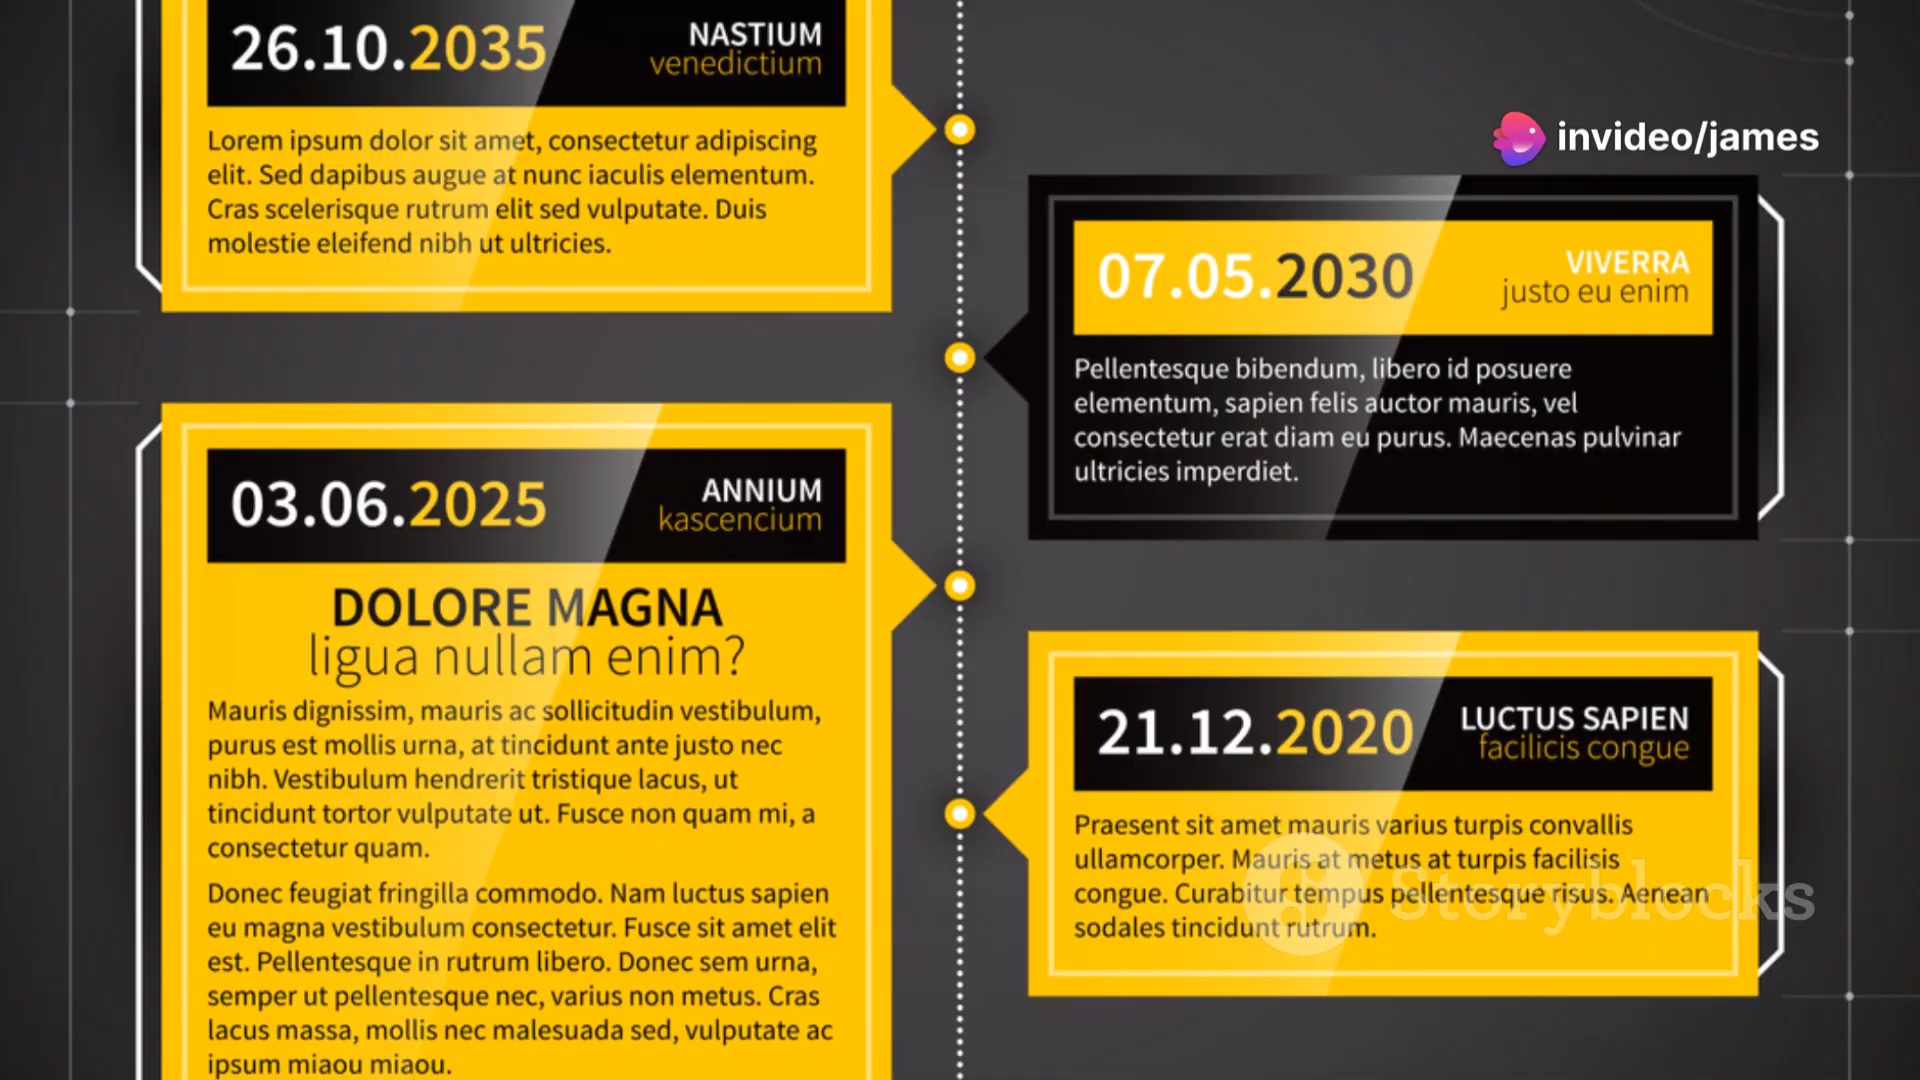 26.10.2035
NASTIUM
venedictium
Lorem ipsum dolor sit amet, consectetur adipiscing
elit. Sed dapibus augue at nunc iaculis elementum.
Cras scelerisque rutrum elit sed vulputate. Duis
molestie eleifend nibh ut ultricies.
invideo/james
07.05.2030
VIVERRA
justo eu enim
Pellentesque bibendum, libero id posuere
elementum, sapien felis auctor mauris, vel
consectetur erat diam eu purus. Maecenas pulvinar
ultricies imperdiet.
03.06.2025
ANNIUM
kascencium
DOLORE MAGNA
ligua nullam enim?
Mauris dignissim, mauris ac sollicitudin vestibulum,
purus est mollis urna, at tincidunt ante justo nec
nibh. Vestibulum hendrerit tristique lacus, ut
tincidunt tortor vulputate ut. Fusce non quam mi, a
consectetur quam.
Donec feugiat fringilla commodo. Nam luctus sapien
eu magna vestibulum consectetur. Fusce sit amet elit
est. Pellentesque in rutrum libero. Donec sem urna,
semper ut pellentesque nec, varius non metus. Cras
lacus massa, mollis nec malesuada sed, vulputate ac
ipsum miaou miaou.
21.12.2020
LUCTUS SAPIEN
facilicis congue
Praesent sit amet mauris varius turpis convallis
ullamcorper. Mauris at metus at turpis facilisis
congue. Curabitur tempus pellentesque risus. Aenean
sodales tincidunt rutrum.
Storyblocks